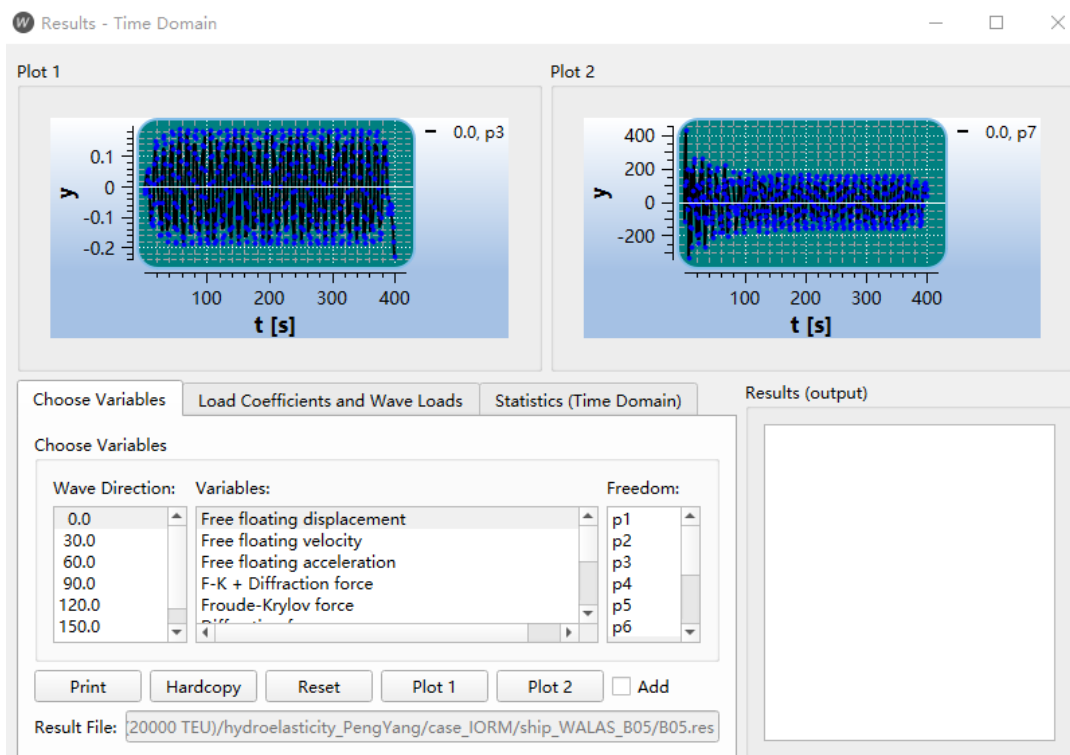 W Results - Time Domain
Plot 1
Plot 2
0.1
0
-0.1
-0.2
y
100 200 300 400
t [s]
0.0, p3
400
200
0
-200
y
100 200 300 400
t [s]
0.0, p7
Choose Variables
Load Coefficients and Wave Loads
Statistics (Time Domain)
Results (output)
Choose Variables
Wave Direction:
Variables:
Freedom:
0.0
30.0
60.0
90.0
120.0
150.0
Free floating displacement
Free floating velocity
Free floating acceleration
F-K + Diffraction force
Froude-Krylov force
p1
p2
p3
p4
p5
p6
Print
Hardcopy
Reset
Plot 1
Plot 2
Add
Result File: (20000 TEU)/hydroelasticity_PengYang/case_IORM/ship_WALAS_B05/B05.res